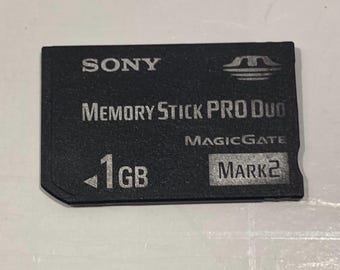 SONY
MEMORY STICK PRO DUO
MAGICGATE
◄1GB MARK2